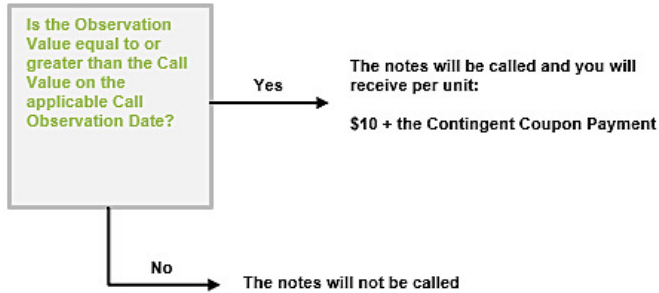 Is the Observation
Value equal to or
greater than the Call
Value on the
applicable Call
Observation Date?
Yes
The notes will be called and you will
receive per unit:
$10 + the Contingent Coupon Payment
No
The notes will not be called